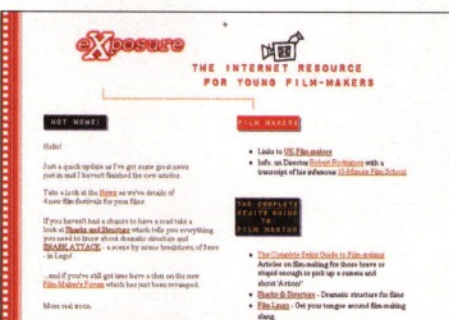 exposure
THE INTERNET RESOURCE
FOR YOUNG FILM-MAKERS
HOT NEWS!
Hello!
Just a quick update as I've got some great news
just in and I haven't finished the new articles.
Take a look at the News as we've details of
4 new film festivals for your films.
If you haven't had a chance to have a read take a
look at Sharks and Structure which tells you everything
you need to know about dramatic structure and
SHARK ATTACK - a scene by scene breakdown of Jaws
- in Lego!
...and if you've still got time have a chat on the new
Film-Maker's Forum which has just been revamped.
More real soon.
FILM MAKERS
Links to UK Film-makers
Info. on Director Robert Rodriguez with a
transcript of his infamous 10-Minute Film School
THE COMPLETE
EEJITS GUIDE
TO
FILM MAKING
The Complete Eejits Guide to Film-making
Articles on film-making for those brave or
stupid enough to pick up a camera and
shout 'Action!'
Sharks & Structure - Dramatic structure for films
Film Lingo - Get your tongue around film-making
slang